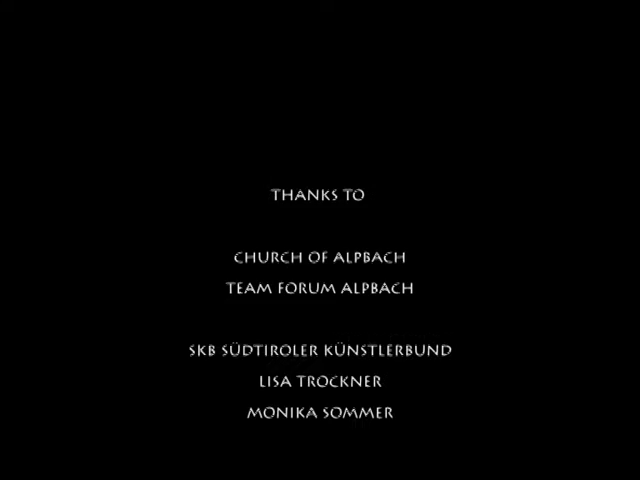 THANKS TO
CHURCH OF ALPBACH
TEAM FORUM ALPBACH
SKB SÜDTIROLER KÜNSTLERBUND
LISA TROCKNER
MONIKA SOMMER